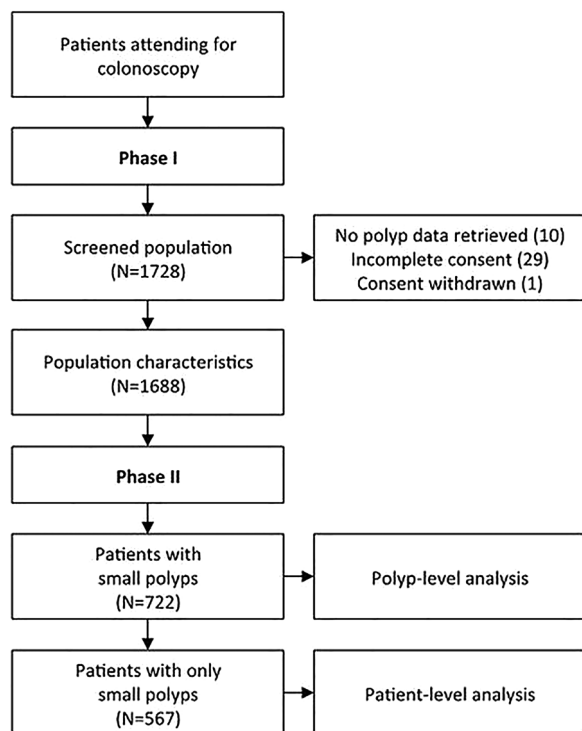 Patients attending for
colonoscopy
Phase I
Screened population
(N=1728)
No polyp data retrieved (10)
Incomplete consent (29)
Consent withdrawn (1)
Population characteristics
(N=1688)
Phase II
Patients with
small polyps
(N=722)
Polyp-level analysis
Patients with only
small polyps
(N=567)
Patient-level analysis